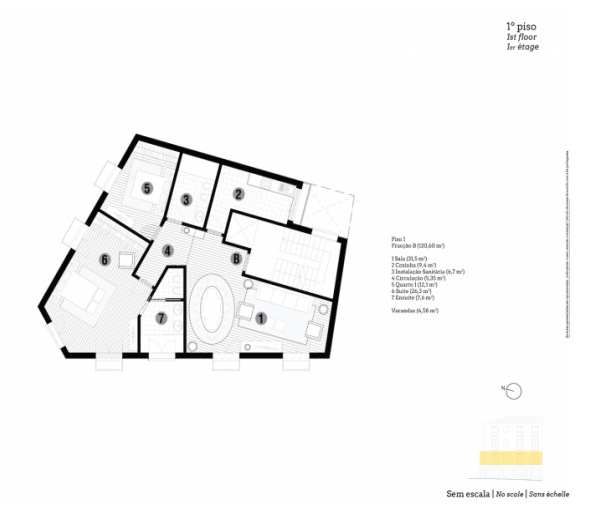 1º piso
1st floor
1er étage
5
3
2
4
B
6
7
1
Piso 1
Fracção B (120,60 m²)
1 Sala (31,5 m²)
2 Cozinha (9,4 m²)
3 Instalação Sanitária (6,7 m²)
4 Circulação (5,35 m²)
5 Quarto 1 (12,1 m²)
6 Suite (26,3 m²)
7 Ensuite (7,6 m²)
Varandas (4,58 m²)
N
Sem escala | No scale | Sans échelle